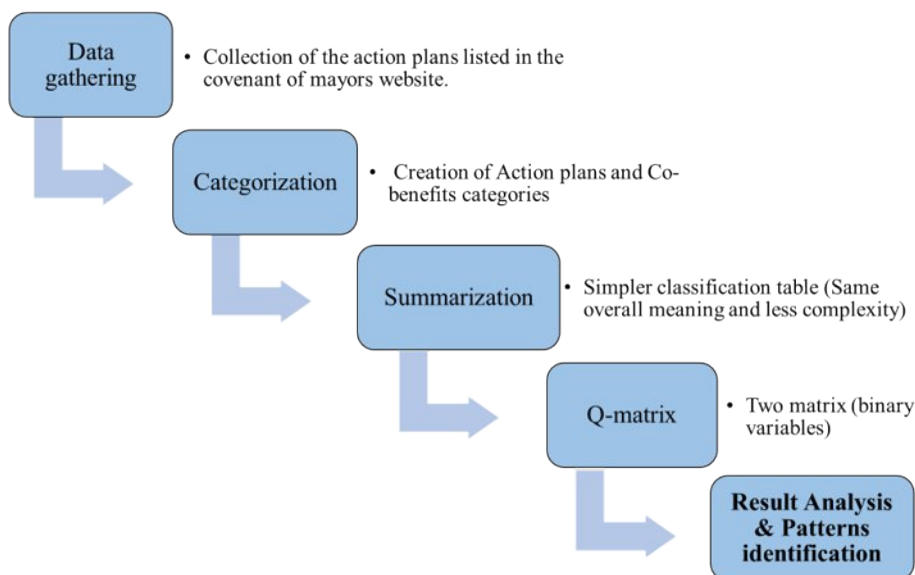 Data
gathering
• Collection of the action plans listed in the
covenant of mayors website.
Categorization
• Creation of Action plans and Co-
benefits categories
Summarization
• Simpler classification table (Same
overall meaning and less complexity)
Q-matrix
• Two matrix (binary
variables)
Result Analysis
& Patterns
identification